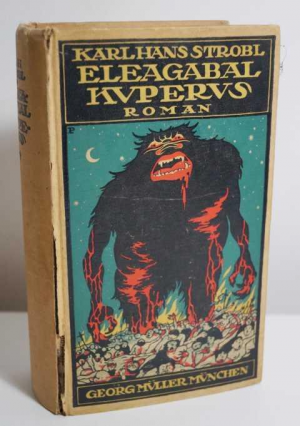 KARL HANS STROBL
ELEAGABAL
KVPERVS
ROMAN
GEORG MÜLLER MÜNCHEN